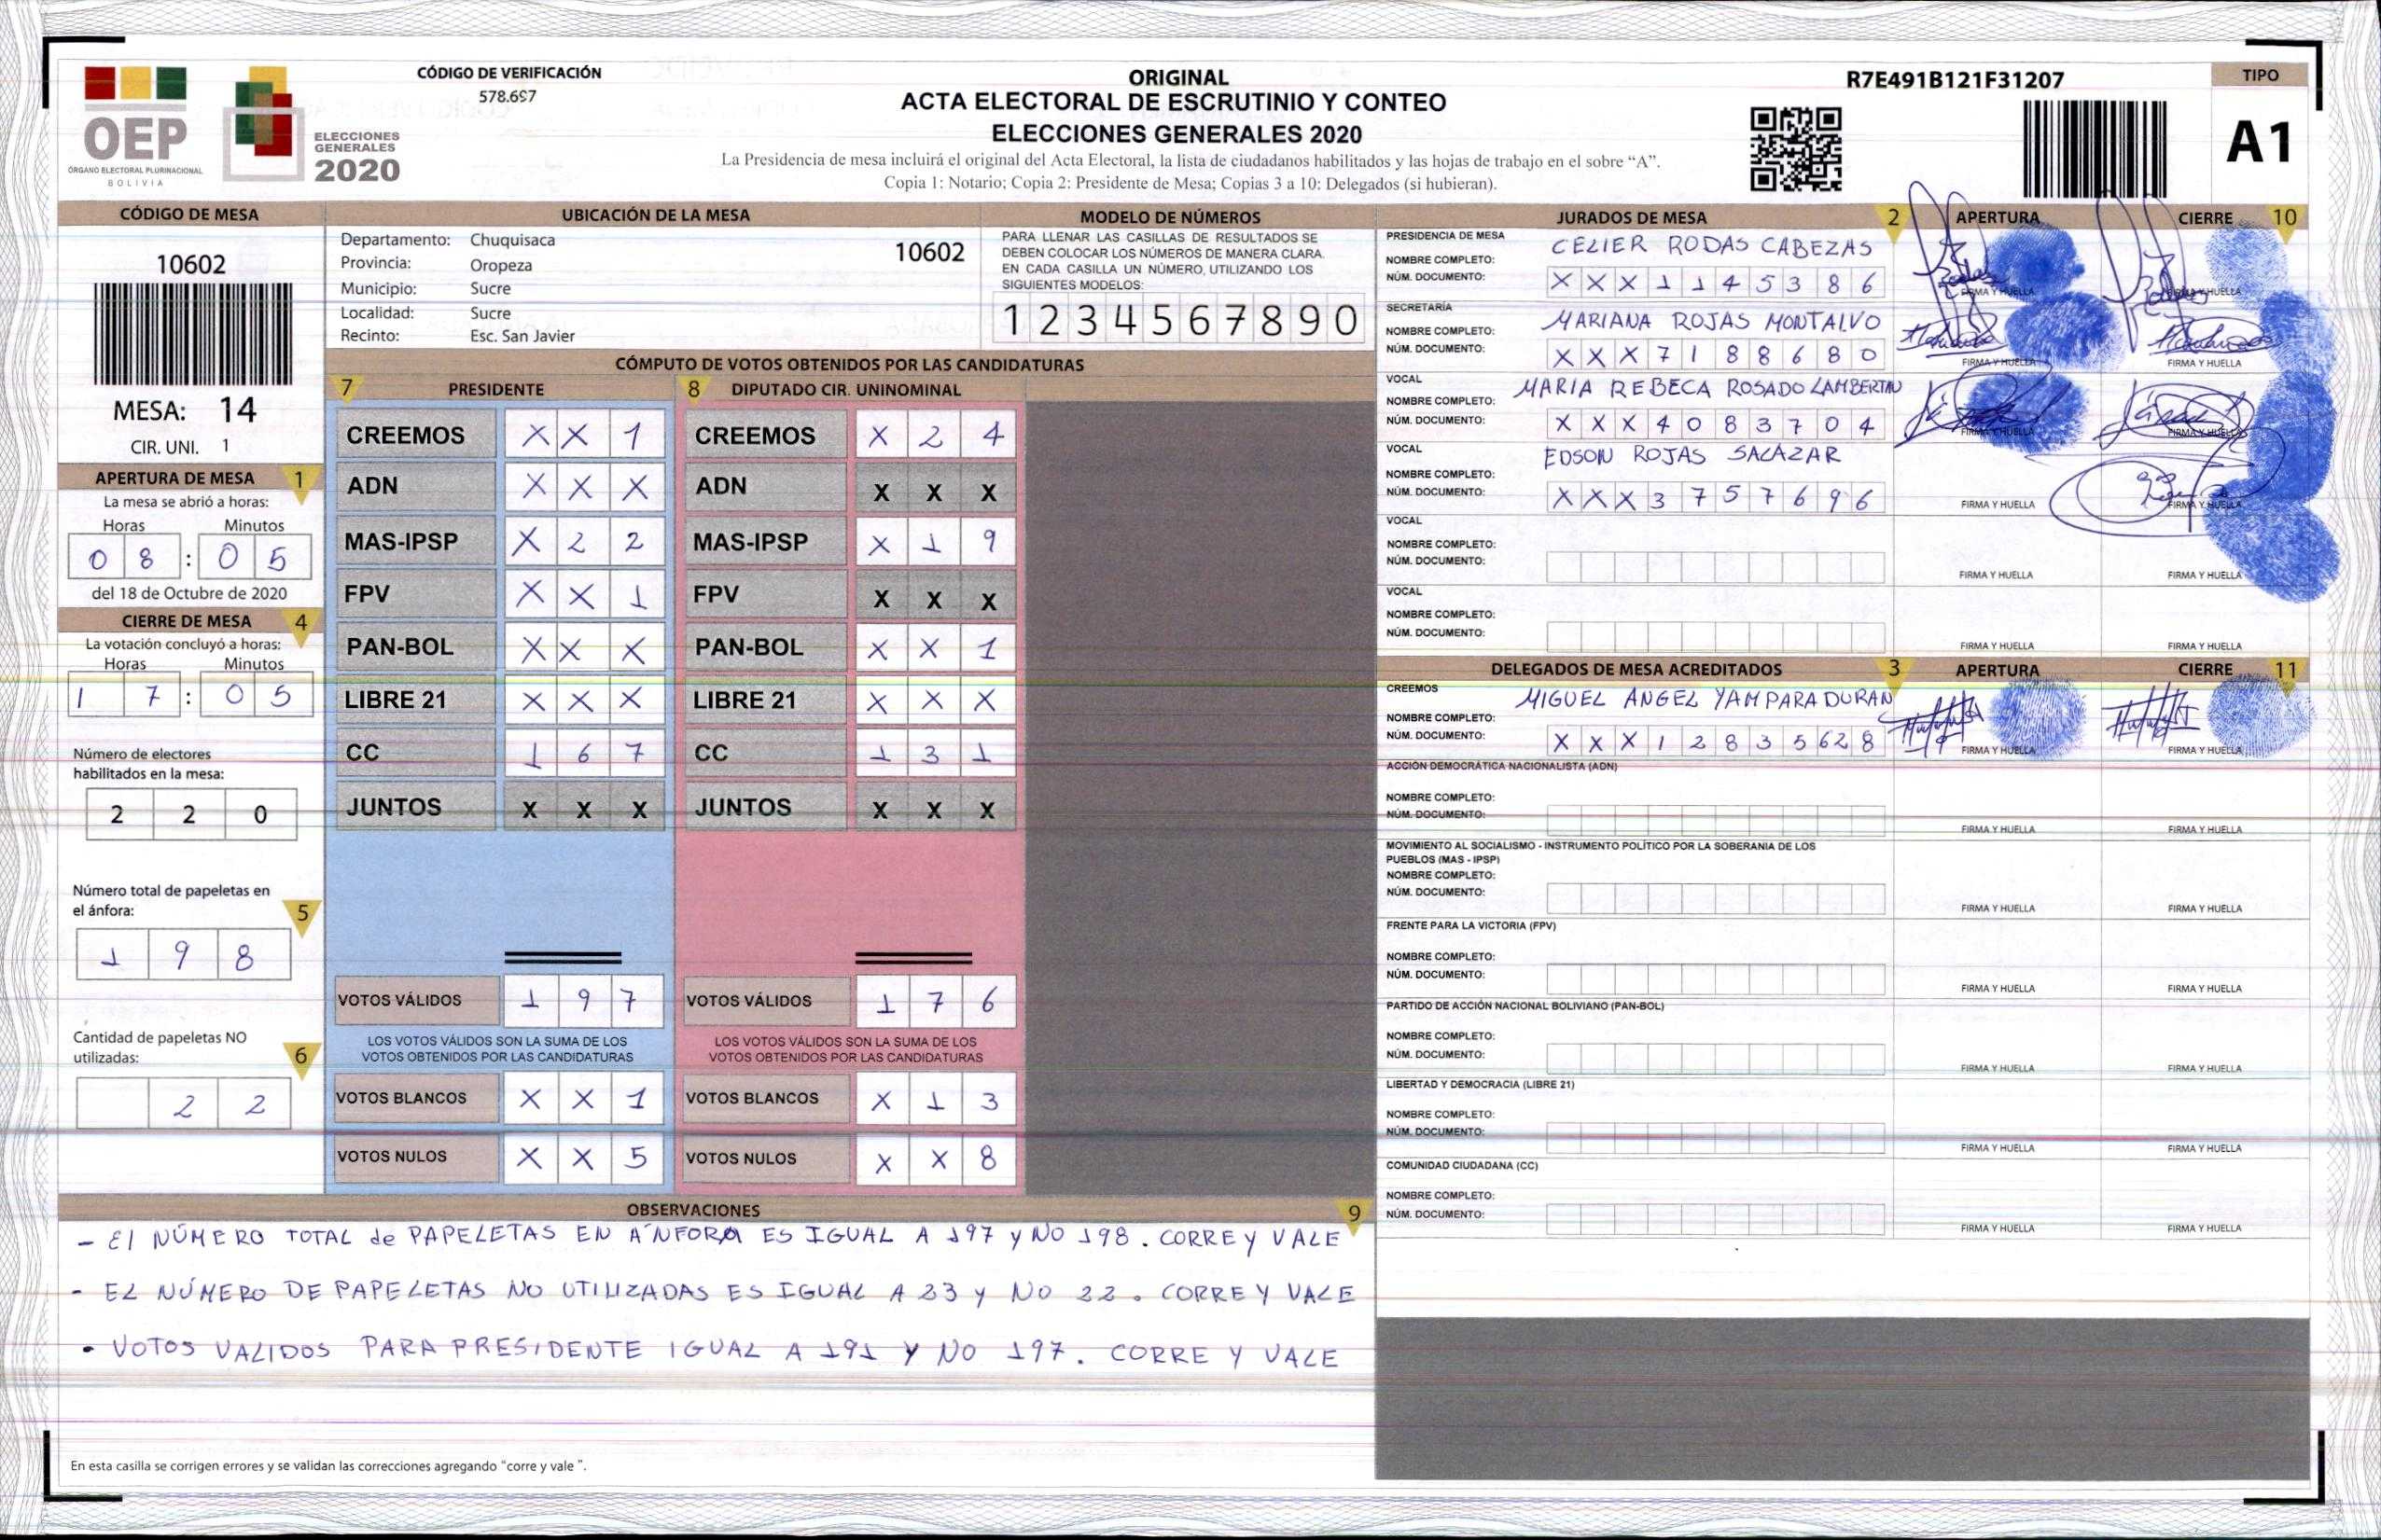 OEP
ÓRGANO ELECTORAL PLURINACIONAL
BOLIVIA
ELECCIONES
GENERALES
2020
CÓDIGO DE VERIFICACIÓN
578.697
ORIGINAL
ACTA ELECTORAL DE ESCRUTINIO Y CONTEO
ELECCIONES GENERALES 2020
La Presidencia de mesa incluirá el original del Acta Electoral, la lista de ciudadanos habilitados y las hojas de trabajo en el sobre “A”.
Copia 1: Notario; Copia 2: Presidente de Mesa; Copias 3 a 10: Delegados (si hubieran).
R7E491B121F31207
TIPO
A1
CÓDIGO DE MESA
10602
MESA: 14
CIR. UNI. 1
APERTURA DE MESA 1
La mesa se abrió a horas:
Horas Minutos
0 8 : 0 5
del 18 de Octubre de 2020
CIERRE DE MESA 4
La votación concluyó a horas:
Horas Minutos
1 7 : 0 5
Número de electores
habilitados en la mesa:
2 2 0
Número total de papeletas en
el ánfora: 5
1 9 8
Cantidad de papeletas NO
utilizadas: 6
2 2
UBICACIÓN DE LA MESA
Departamento: Chuquisaca 10602
Provincia: Oropeza
Municipio: Sucre
Localidad: Sucre
Recinto: Esc. San Javier
MODELO DE NÚMEROS
PARA LLENAR LAS CASILLAS DE RESULTADOS SE
DEBEN COLOCAR LOS NÚMEROS DE MANERA CLARA.
EN CADA CASILLA UN NÚMERO, UTILIZANDO LOS
SIGUIENTES MODELOS:
1 2 3 4 5 6 7 8 9 0
CÓMPUTO DE VOTOS OBTENIDOS POR LAS CANDIDATURAS
7 PRESIDENTE 8 DIPUTADO CIR. UNINOMINAL
CREEMOS X X 1 CREEMOS X 2 4
ADN X X X ADN X X X
MAS-IPSP X 2 2 MAS-IPSP X 1 9
FPV X X 1 FPV X X X
PAN-BOL X X X PAN-BOL X X 1
LIBRE 21 X X X LIBRE 21 X X X
CC 1 6 7 CC 1 3 1
JUNTOS X X X JUNTOS X X X
VOTOS VÁLIDOS 1 9 7 VOTOS VÁLIDOS 1 7 6
LOS VOTOS VÁLIDOS SON LA SUMA DE LOS LOS VOTOS VÁLIDOS SON LA SUMA DE LOS
VOTOS OBTENIDOS POR LAS CANDIDATURAS VOTOS OBTENIDOS POR LAS CANDIDATURAS
VOTOS BLANCOS X X 1 VOTOS BLANCOS X 1 3
VOTOS NULOS X X 5 VOTOS NULOS X X 8
JURADOS DE MESA 2 APERTURA CIERRE 10
PRESIDENCIA DE MESA
NOMBRE COMPLETO: CELIER RODAS CABEZAS
NÚM. DOCUMENTO: X X X 1 1 4 5 3 8 6
FIRMA Y HUELLA FIRMA Y HUELLA
SECRETARÍA
NOMBRE COMPLETO: MARIANA ROJAS MONTALVO
NÚM. DOCUMENTO: X X X 7 1 8 8 6 8 0
FIRMA Y HUELLA FIRMA Y HUELLA
VOCAL
NOMBRE COMPLETO: MARIA REBECA ROSADO
NÚM. DOCUMENTO: X X X 4 0 8 3 7 0 4
FIRMA Y HUELLA FIRMA Y HUELLA
VOCAL
NOMBRE COMPLETO: EDSON ROJAS SALAZAR
NÚM. DOCUMENTO: X X X 3 7 5 7 6 9 6
FIRMA Y HUELLA FIRMA Y HUELLA
VOCAL
NOMBRE COMPLETO:
NÚM. DOCUMENTO:
FIRMA Y HUELLA FIRMA Y HUELLA
VOCAL
NOMBRE COMPLETO:
NÚM. DOCUMENTO:
FIRMA Y HUELLA FIRMA Y HUELLA
DELEGADOS DE MESA ACREDITADOS 3 APERTURA CIERRE 11
CREEMOS
NOMBRE COMPLETO: MIGUEL ANGEL YAMPARA DURAN
NÚM. DOCUMENTO: X X X 1 2 8 3 5 6 2 8
FIRMA Y HUELLA FIRMA Y HUELLA
ACCIÓN DEMOCRÁTICA NACIONALISTA (ADN)
NOMBRE COMPLETO:
NÚM. DOCUMENTO:
FIRMA Y HUELLA FIRMA Y HUELLA
MOVIMIENTO AL SOCIALISMO - INSTRUMENTO POLÍTICO POR LA SOBERANIA DE LOS
PUEBLOS (MAS - IPSP)
NOMBRE COMPLETO:
NÚM. DOCUMENTO:
FIRMA Y HUELLA FIRMA Y HUELLA
FRENTE PARA LA VICTORIA (FPV)
NOMBRE COMPLETO:
NÚM. DOCUMENTO:
FIRMA Y HUELLA FIRMA Y HUELLA
PARTIDO DE ACCIÓN NACIONAL BOLIVIANO (PAN-BOL)
NOMBRE COMPLETO:
NÚM. DOCUMENTO:
FIRMA Y HUELLA FIRMA Y HUELLA
LIBERTAD Y DEMOCRACIA (LIBRE 21)
NOMBRE COMPLETO:
NÚM. DOCUMENTO:
FIRMA Y HUELLA FIRMA Y HUELLA
COMUNIDAD CIUDADANA (CC)
NOMBRE COMPLETO:
NÚM. DOCUMENTO:
FIRMA Y HUELLA FIRMA Y HUELLA
OBSERVACIONES 9
- El NÚMERO TOTAL de PAPELETAS EN ÁNFORA ES IGUAL A 197 y NO 198. CORRE y VALE
- EL NÚMERO DE PAPELETAS NO UTILIZADAS ES IGUAL A 23 y NO 22. CORRE Y VALE
• VOTOS VALIDOS PARA PRESIDENTE IGUAL A 191 Y NO 197. CORRE Y VALE
En esta casilla se corrigen errores y se validan las correcciones agregando “corre y vale ”.